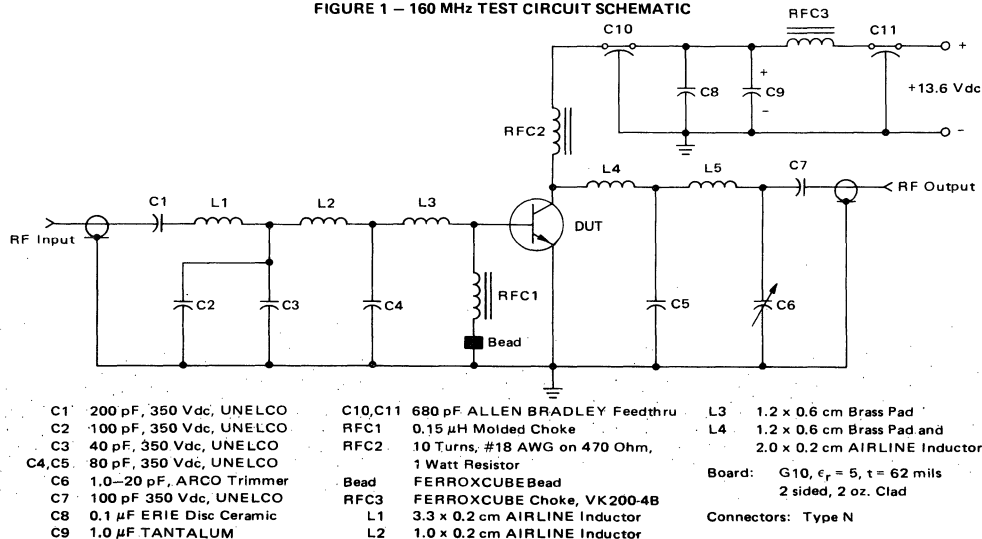 FIGURE 1 — 160 MHz TEST CIRCUIT SCHEMATIC
RFC3
C10
C11
+
+
C8
C9
+13.6 Vdc
−
−
RFC2
L4
L5
C7
RF Output
C1
L1
L2
L3
DUT
RF Input
RFC1
C2
C3
C4
C5
C6
Bead
C1 200 pF, 350 Vdc, UNELCO
C2 100 pF, 350 Vdc, UNELCO
C3 40 pF, 350 Vdc, UNELCO
C4,C5 80 pF, 350 Vdc, UNELCO
C6 1.0–20 pF, ARCO Trimmer
C7 100 pF 350 Vdc, UNELCO
C8 0.1 μF ERIE Disc Ceramic
C9 1.0 μF TANTALUM
C10,C11 680 pF ALLEN BRADLEY Feedthru
RFC1 0.15 μH Molded Choke
RFC2 10 Turns, #18 AWG on 470 Ohm,
1 Watt Resistor
Bead FERROXCUBE Bead
RFC3 FERROXCUBE Choke, VK200-4B
L1 3.3 x 0.2 cm AIRLINE Inductor
L2 1.0 x 0.2 cm AIRLINE Inductor
L3 1.2 x 0.6 cm Brass Pad
L4 1.2 x 0.6 cm Brass Pad and
2.0 x 0.2 cm AIRLINE Inductor
Board: G10, εr = 5, t = 62 mils
2 sided, 2 oz. Clad
Connectors: Type N